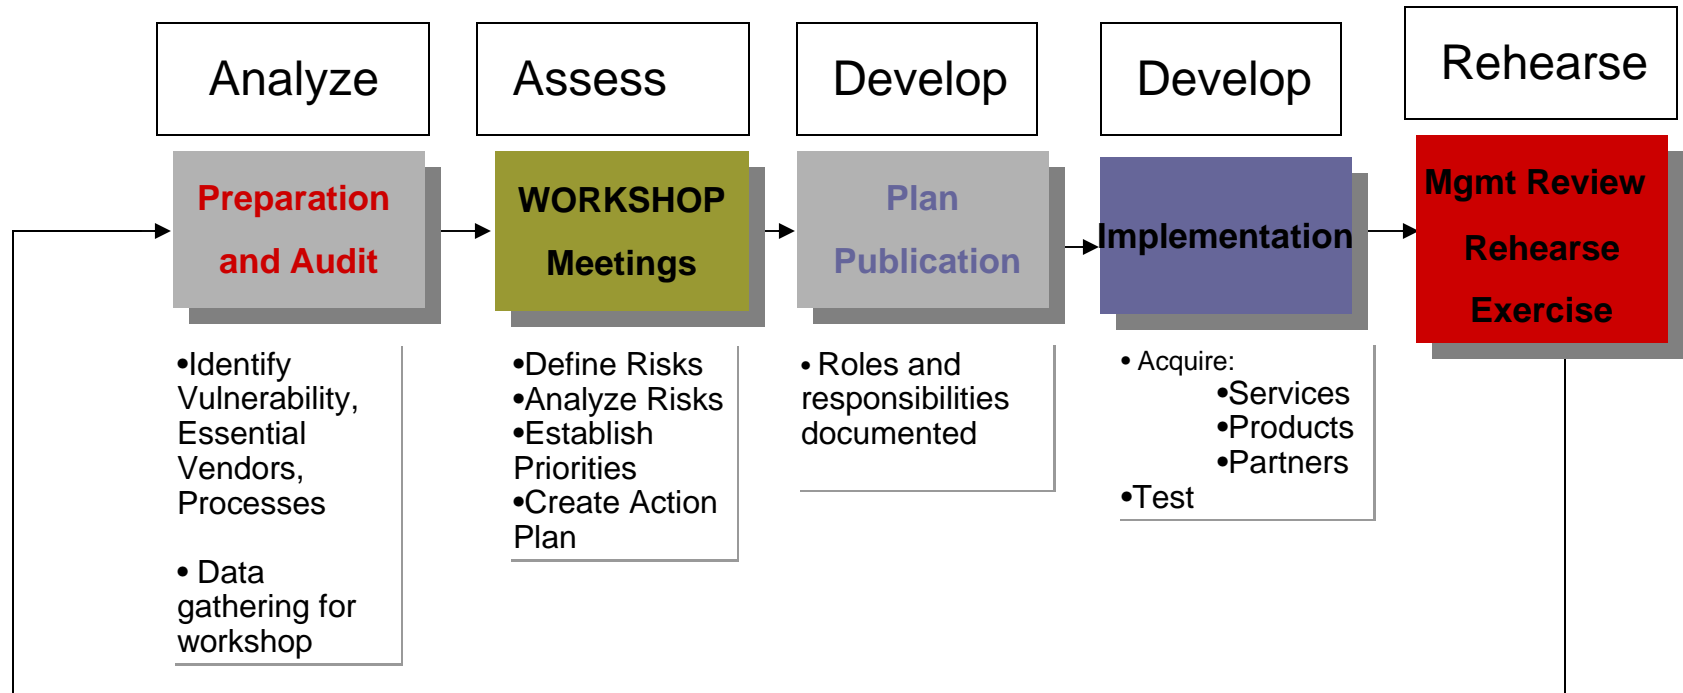 Analyze
Assess
Develop
Develop
Rehearse
Preparation
and Audit
WORKSHOP
Meetings
Plan
Publication
Implementation
Mgmt Review
Rehearse
Exercise
•Identify
Vulnerability,
Essential
Vendors,
Processes
• Data
gathering for
workshop
•Define Risks
•Analyze Risks
•Establish
Priorities
•Create Action
Plan
• Roles and
responsibilities
documented
• Acquire:
•Services
•Products
•Partners
•Test